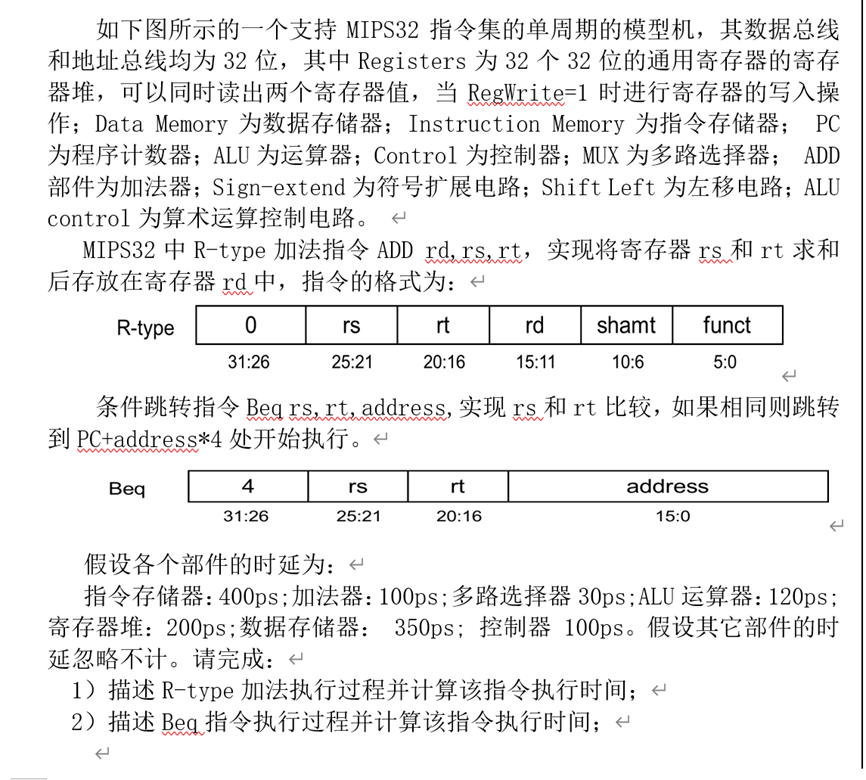 如下图所示的一个支持 MIPS32 指令集的单周期的模型机，其数据总线
和地址总线均为 32 位，其中 Registers 为 32 个 32 位的通用寄存器的寄存
器堆，可以同时读出两个寄存器值，当 RegWrite=1 时进行寄存器的写入操
作；Data Memory 为数据存储器；Instruction Memory 为指令存储器； PC
为程序计数器；ALU 为运算器；Control 为控制器；MUX 为多路选择器； ADD
部件为加法器；Sign-extend 为符号扩展电路；Shift Left 为左移电路；ALU
control 为算术运算控制电路。
MIPS32 中 R-type 加法指令 ADD rd,rs,rt，实现将寄存器 rs 和 rt 求和
后存放在寄存器 rd 中，指令的格式为：
R-type 0 rs rt rd shamt funct
31:26 25:21 20:16 15:11 10:6 5:0
条件跳转指令 Beq rs,rt,address,实现 rs 和 rt 比较，如果相同则跳转
到 PC+address*4 处开始执行。
Beq 4 rs rt address
31:26 25:21 20:16 15:0
假设各个部件的时延为：
指令存储器：400ps;加法器：100ps;多路选择器 30ps;ALU 运算器：120ps;
寄存器堆：200ps;数据存储器： 350ps; 控制器 100ps。假设其它部件的时
延忽略不计。请完成：
1）描述 R-type 加法执行过程并计算该指令执行时间；
2）描述 Beq 指令执行过程并计算该指令执行时间；